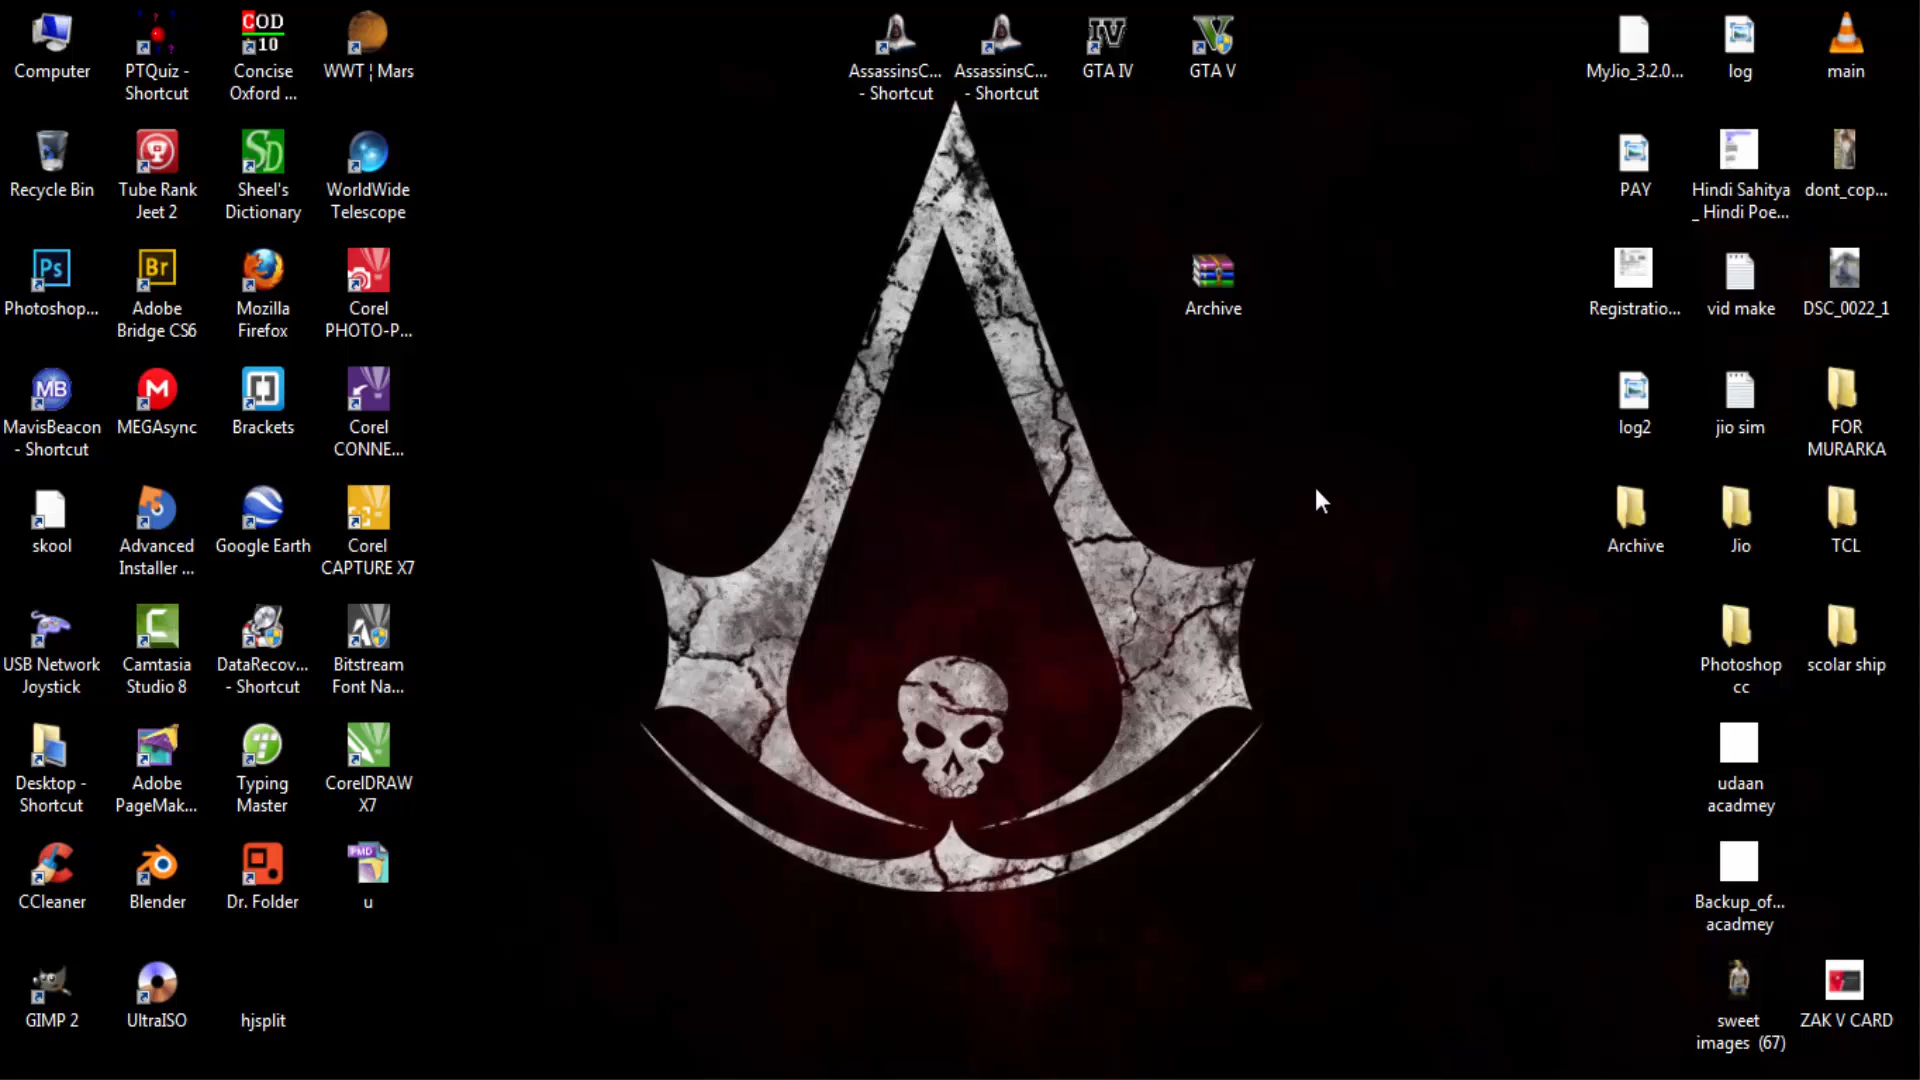 Computer
PTQuiz -
Shortcut
COD
10
Concise
Oxford ...
WWT ¦ Mars
AssassinsC...
- Shortcut
AssassinsC...
- Shortcut
IV
GTA IV
V
GTA V
MyJio_3.2.0...
log
main
Recycle Bin
Tube Rank
Jeet 2
SD
Sheel's
Dictionary
WorldWide
Telescope
PAY
Hindi Sahitya
_ Hindi Poe...
dont_cop...
Ps
Photoshop...
Br
Adobe
Bridge CS6
Mozilla
Firefox
Corel
PHOTO-P...
Archive
Registratio...
vid make
DSC_0022_1
MB
MavisBeacon
- Shortcut
M
MEGAsync
Brackets
Corel
CONNE...
log2
jio sim
FOR
MURARKA
skool
Advanced
Installer ...
Google Earth
Corel
CAPTURE X7
Archive
Jio
TCL
USB Network
Joystick
C
Camtasia
Studio 8
DataRecov...
- Shortcut
Bitstream
Font Na...
Photoshop
cc
scolar ship
Desktop -
Shortcut
Adobe
PageMak...
Typing
Master
CorelDRAW
X7
udaan
acadmey
CCleaner
Blender
Dr. Folder
PMD
u
Backup_of...
acadmey
GIMP 2
UltraISO
hjsplit
sweet
images (67)
ZAK V CARD